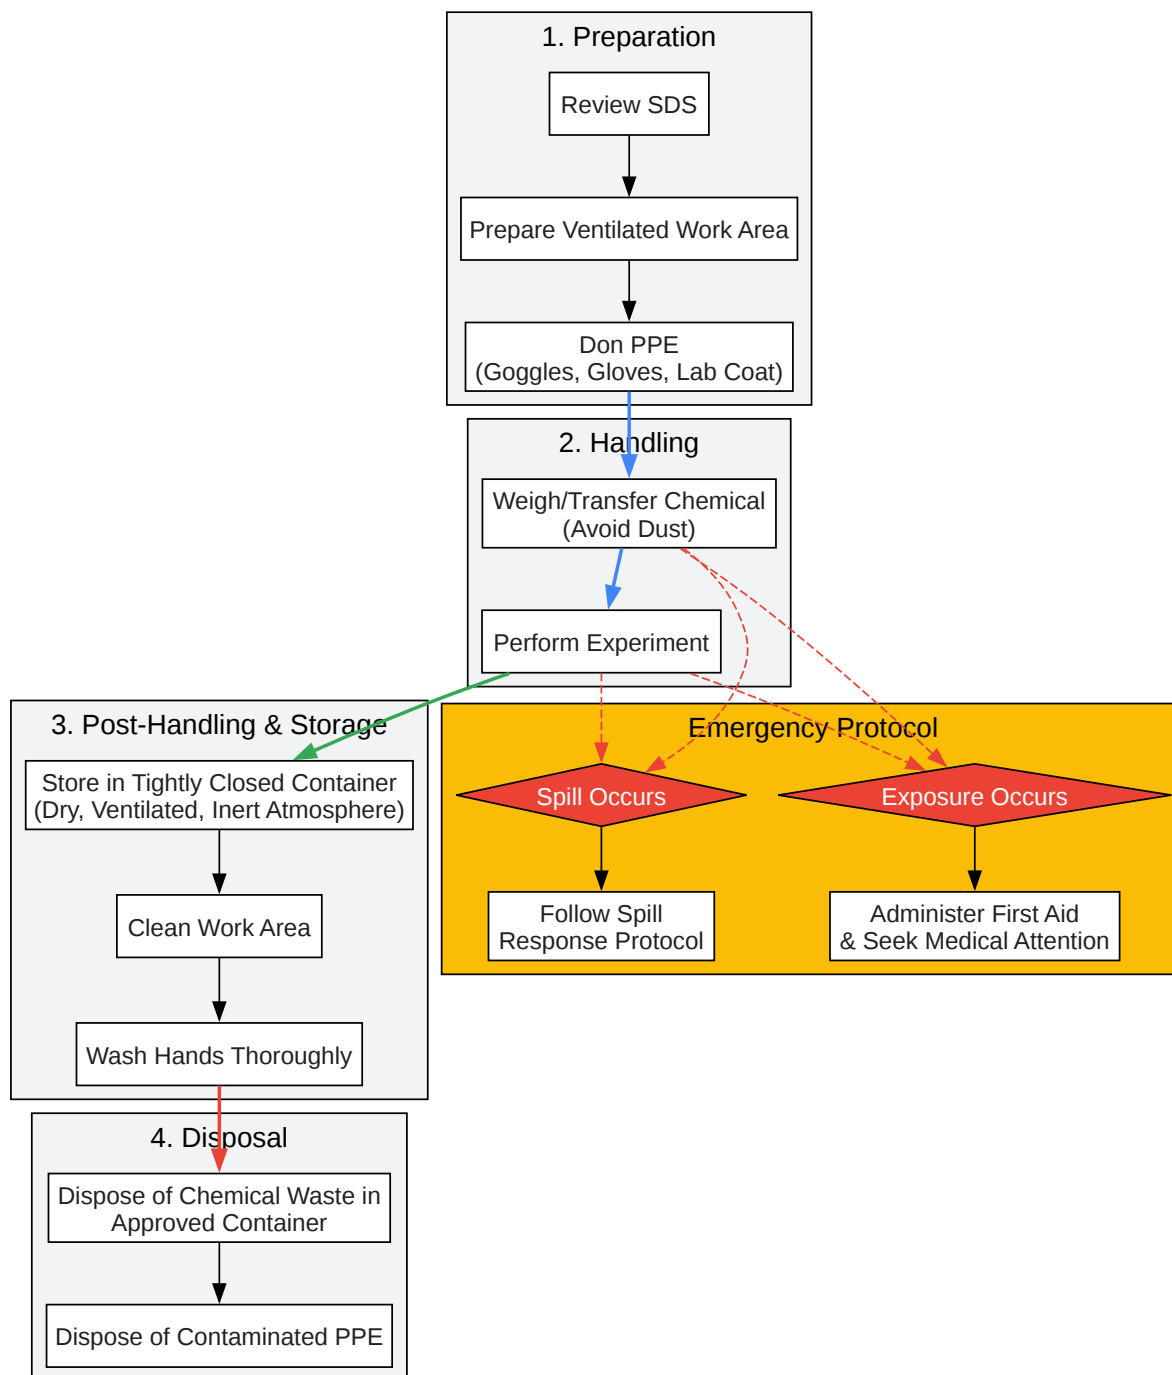 1. Preparation
Review SDS
Prepare Ventilated Work Area
Don PPE
(Goggles, Gloves, Lab Coat)
2. Handling
Weigh/Transfer Chemical
(Avoid Dust)
Perform Experiment
3. Post-Handling & Storage
Store in Tightly Closed Container
(Dry, Ventilated, Inert Atmosphere)
Clean Work Area
Wash Hands Thoroughly
Emergency Protocol
Spill Occurs
Exposure Occurs
Follow Spill
Response Protocol
Administer First Aid
& Seek Medical Attention
4. Disposal
Dispose of Chemical Waste in
Approved Container
Dispose of Contaminated PPE